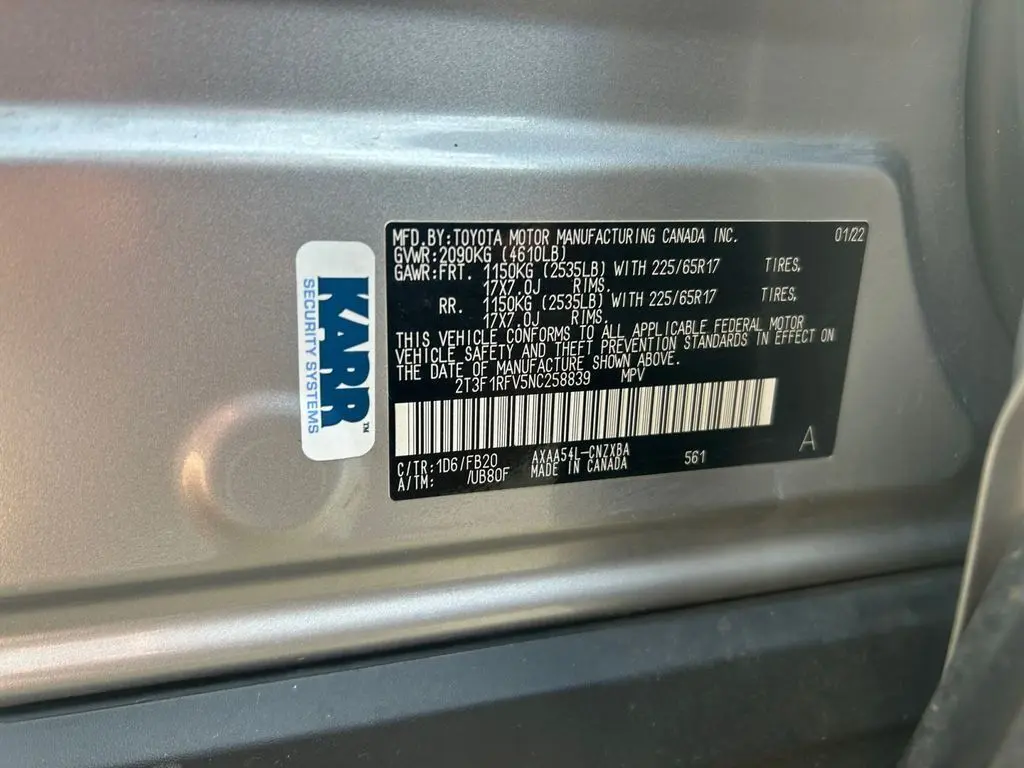 KARR™
SECURITY SYSTEMS
MFD.BY:TOYOTA MOTOR MANUFACTURING CANADA INC. 01/22
GVWR:2090KG (4610LB)
GAWR:FRT. 1150KG (2535LB) WITH 225/65R17 TIRES,
17X7.0J RIMS.
RR. 1150KG (2535LB) WITH 225/65R17 TIRES,
17X7.0J RIMS.
THIS VEHICLE CONFORMS TO ALL APPLICABLE FEDERAL MOTOR
VEHICLE SAFETY AND THEFT PREVENTION STANDARDS IN EFFECT ON
THE DATE OF MANUFACTURE SHOWN ABOVE.
2T3F1RFV5NC258839 MPV
C/TR:1D6/FB20 AXAA54L-CNZXBA 561 A
A/TM: /UB80F MADE IN CANADA